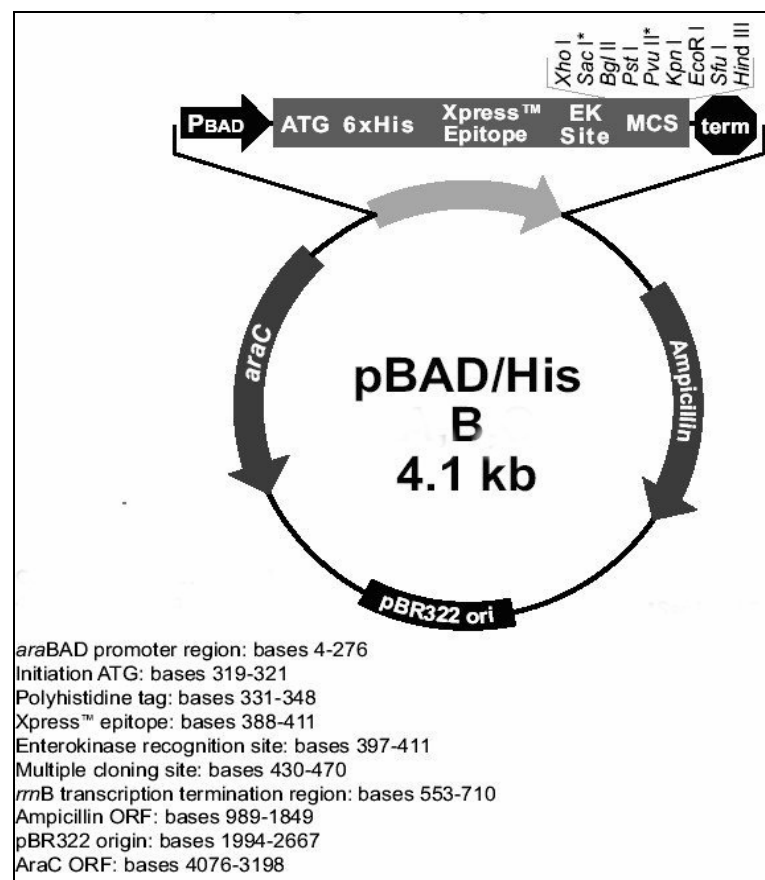 Xho I
Sac I*
Bgl II
Pst I
Pvu II*
Kpn I
EcoR I
Sfu I
Hind III
PBAD
ATG 6xHis Xpress™ Epitope EK Site MCS
term
araC
Ampicillin
pBAD/His
B
4.1 kb
pBR322 ori
araBAD promoter region: bases 4-276
Initiation ATG: bases 319-321
Polyhistidine tag: bases 331-348
Xpress™ epitope: bases 388-411
Enterokinase recognition site: bases 397-411
Multiple cloning site: bases 430-470
rrnB transcription termination region: bases 553-710
Ampicillin ORF: bases 989-1849
pBR322 origin: bases 1994-2667
AraC ORF: bases 4076-3198